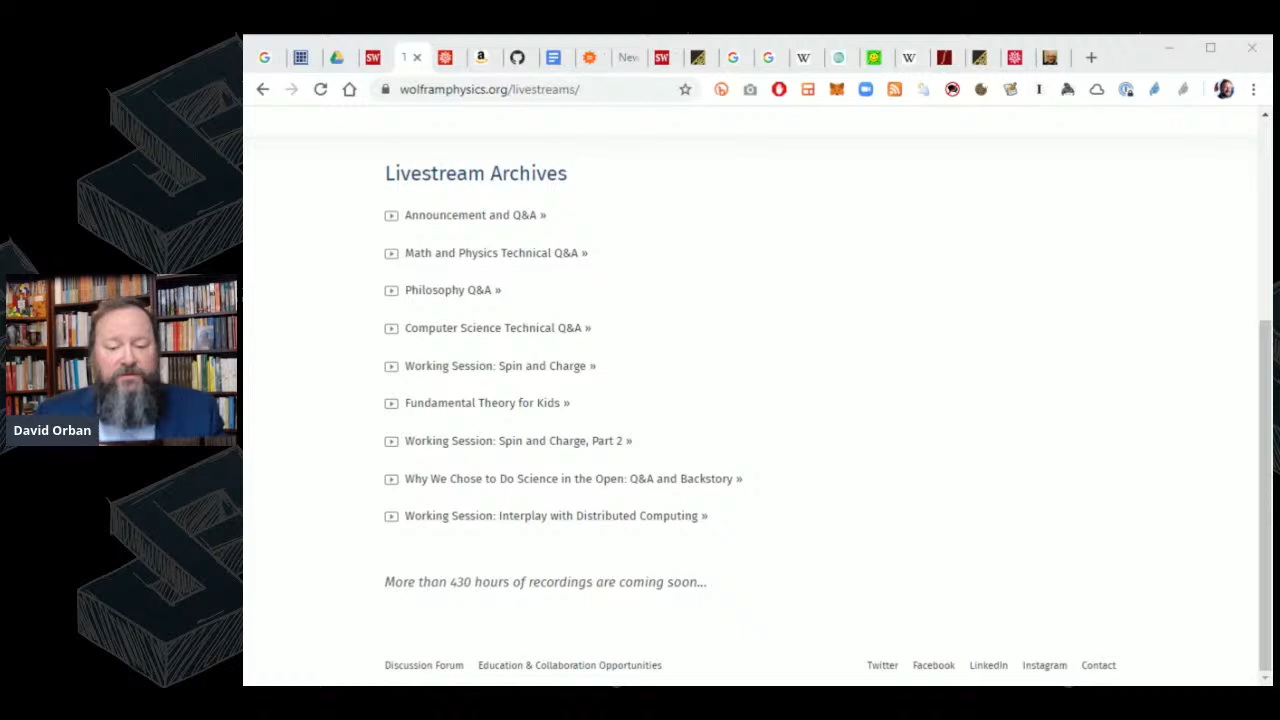 T
New
wolframphysics.org/livestreams/
Livestream Archives
Announcement and Q&A »
Math and Physics Technical Q&A »
Philosophy Q&A »
Computer Science Technical Q&A »
Working Session: Spin and Charge »
Fundamental Theory for Kids »
Working Session: Spin and Charge, Part 2 »
Why We Chose to Do Science in the Open: Q&A and Backstory »
Working Session: Interplay with Distributed Computing »
More than 430 hours of recordings are coming soon...
Discussion Forum Education & Collaboration Opportunities Twitter Facebook LinkedIn Instagram Contact
David Orban